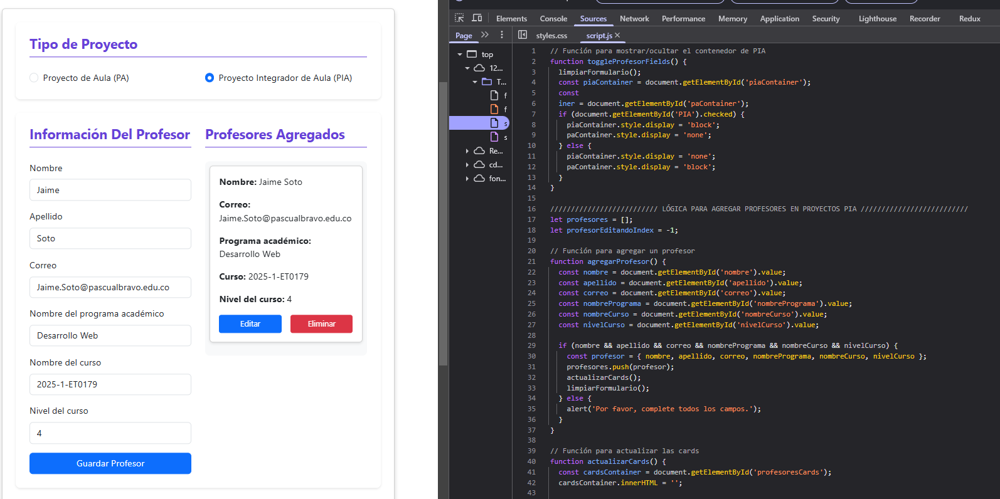 Tipo de Proyecto
Proyecto de Aula (PA)
Proyecto Integrador de Aula (PIA)
Información Del Profesor
Nombre
Jaime
Apellido
Soto
Correo
Jaime.Soto@pascualbravo.edu.co
Nombre del programa académico
Desarrollo Web
Nombre del curso
2025-1-ET0179
Nivel del curso
4
Guardar Profesor
Profesores Agregados
Nombre: Jaime Soto
Correo:
Jaime.Soto@pascualbravo.edu.co
Programa académico:
Desarrollo Web
Curso: 2025-1-ET0179
Nivel del curso: 4
Editar
Eliminar
Elements
Console
Sources
Network
Performance
Memory
Application
Security
Lighthouse
Recorder
Redux
Page
styles.css
script.js
top
12...
T...
f
f
s
s
Re...
cd...
fon...
1 // Función para mostrar/ocultar el contenedor de PIA
2 function toggleProfesorFields() {
3 limpiarFormulario();
4 const piaContainer = document.getElementById('piaContainer');
5 const
6 iner = document.getElementById('paContainer');
7 if (document.getElementById('PIA').checked) {
8 piaContainer.style.display = 'block';
9 paContainer.style.display = 'none';
10 } else {
11 piaContainer.style.display = 'none';
12 paContainer.style.display = 'block';
13 }
14 }
15
16 ////////////////////////// LÓGICA PARA AGREGAR PROFESORES EN PROYECTOS PIA //////////////////////////
17 let profesores = [];
18 let profesorEditandoIndex = -1;
19
20 // Función para agregar un profesor
21 function agregarProfesor() {
22 const nombre = document.getElementById('nombre').value;
23 const apellido = document.getElementById('apellido').value;
24 const correo = document.getElementById('correo').value;
25 const nombrePrograma = document.getElementById('nombrePrograma').value;
26 const nombreCurso = document.getElementById('nombreCurso').value;
27 const nivelCurso = document.getElementById('nivelCurso').value;
28
29 if (nombre && apellido && correo && nombrePrograma && nombreCurso && nivelCurso) {
30 const profesor = { nombre, apellido, correo, nombrePrograma, nombreCurso, nivelCurso };
31 profesores.push(profesor);
32 actualizarCards();
33 limpiarFormulario();
34 } else {
35 alert('Por favor, complete todos los campos.');
36 }
37 }
38
39 // Función para actualizar las cards
40 function actualizarCards() {
41 const cardsContainer = document.getElementById('profesoresCards');
42 cardsContainer.innerHTML = '';
43